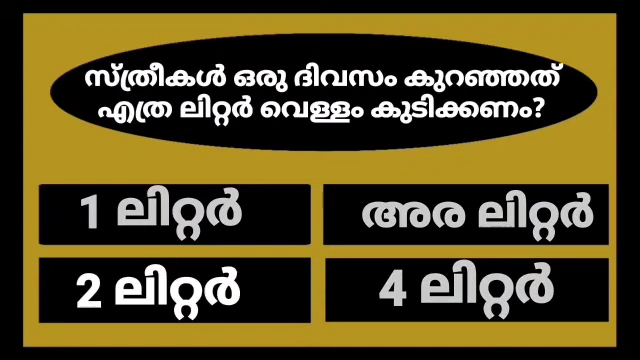 സ്ത്രീകൾ ഒരു ദിവസം കുറഞ്ഞത്
എത്ര ലിറ്റർ വെള്ളം കുടിക്കണം?
1 ലിറ്റർ
അര ലിറ്റർ
2 ലിറ്റർ
4 ലിറ്റർ